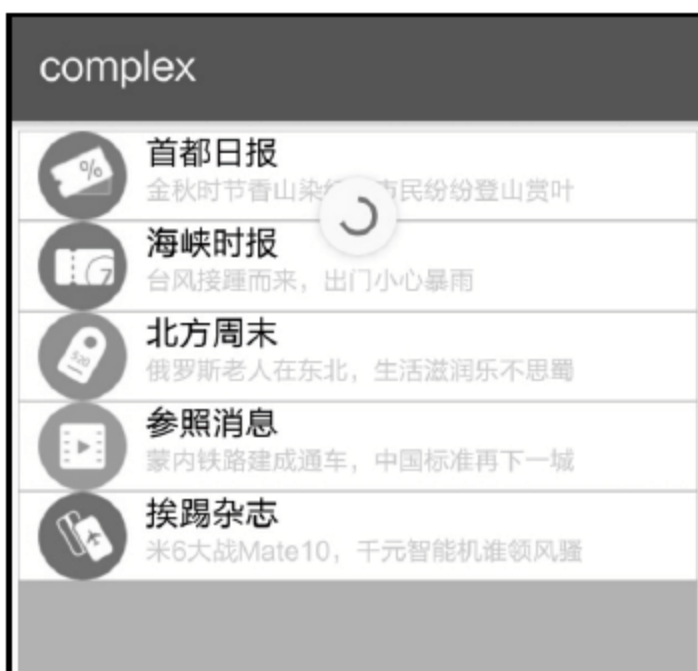 complex
首都日报
金秋时节香山染 市民纷纷登山赏叶
海峡时报
台风接踵而来，出门小心暴雨
北方周末
俄罗斯老人在东北，生活滋润乐不思蜀
参照消息
蒙内铁路建成通车，中国标准再下一城
挨踢杂志
米6大战Mate10，千元智能机谁领风骚
%
7
520